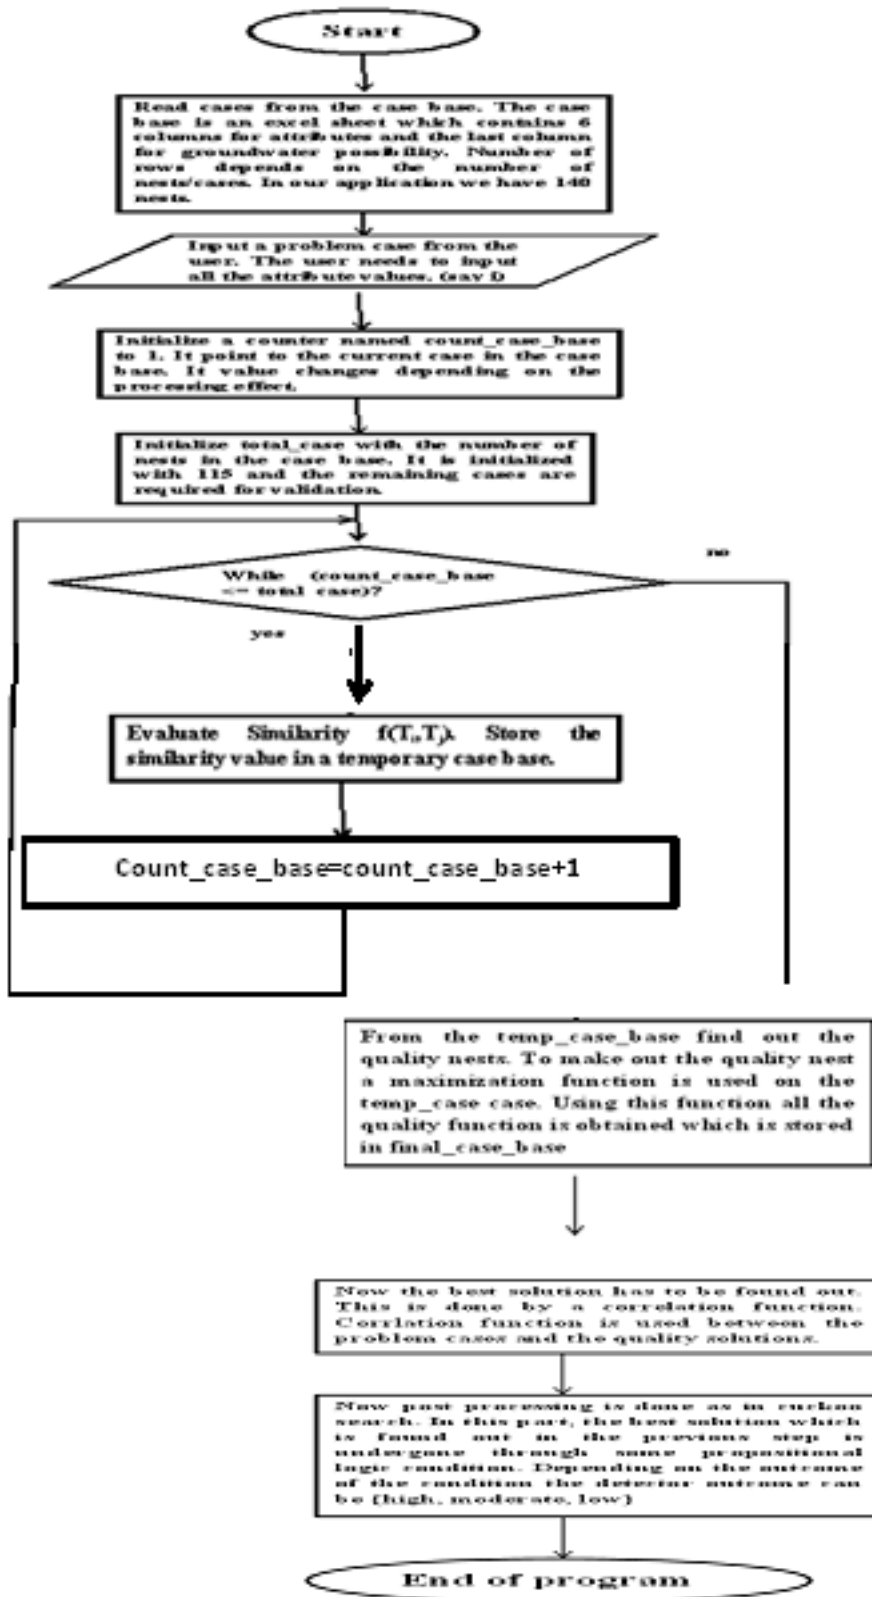 Start
Read cases from the case base. The case
base is an excel sheet which contains 6
columns for attributes and the last column
for groundwater possibility. Number of
rows depends on the number of
nests/cases. In our application we have 140
nests.
Input a problem case from the
user. The user needs to input
all the attribute values. (say i)
Initialize a counter named count_case_base
to 1. It point to the current case in the case
base. It value changes depending on the
processing effect.
Initialize total_case with the number of
nests in the case base. It is initialized
with 115 and the remaining cases are
required for validation.
While (count_case_base
<= total_case)?
no
yes
Evaluate Similarity f(Ti,Tj). Store the
similarity value in a temporary case base.
Count_case_base=count_case_base+1
From the temp_case_base find out the
quality nests. To make out the quality nest
a maximization function is used on the
temp_case case. Using this function all the
quality function is obtained which is stored
in final_case_base
Now the best solution has to be found out.
This is done by a correlation function.
Corrlation function is used between the
problem cases and the quality solutions.
Now post processing is done as in cuckoo
search. In this part, the best solution which
is found out in the previous step is
undergone through some propositional
logic condition. Depending on the outcome
of the condition the detector outcome can
be {high, moderate, low}
End of program